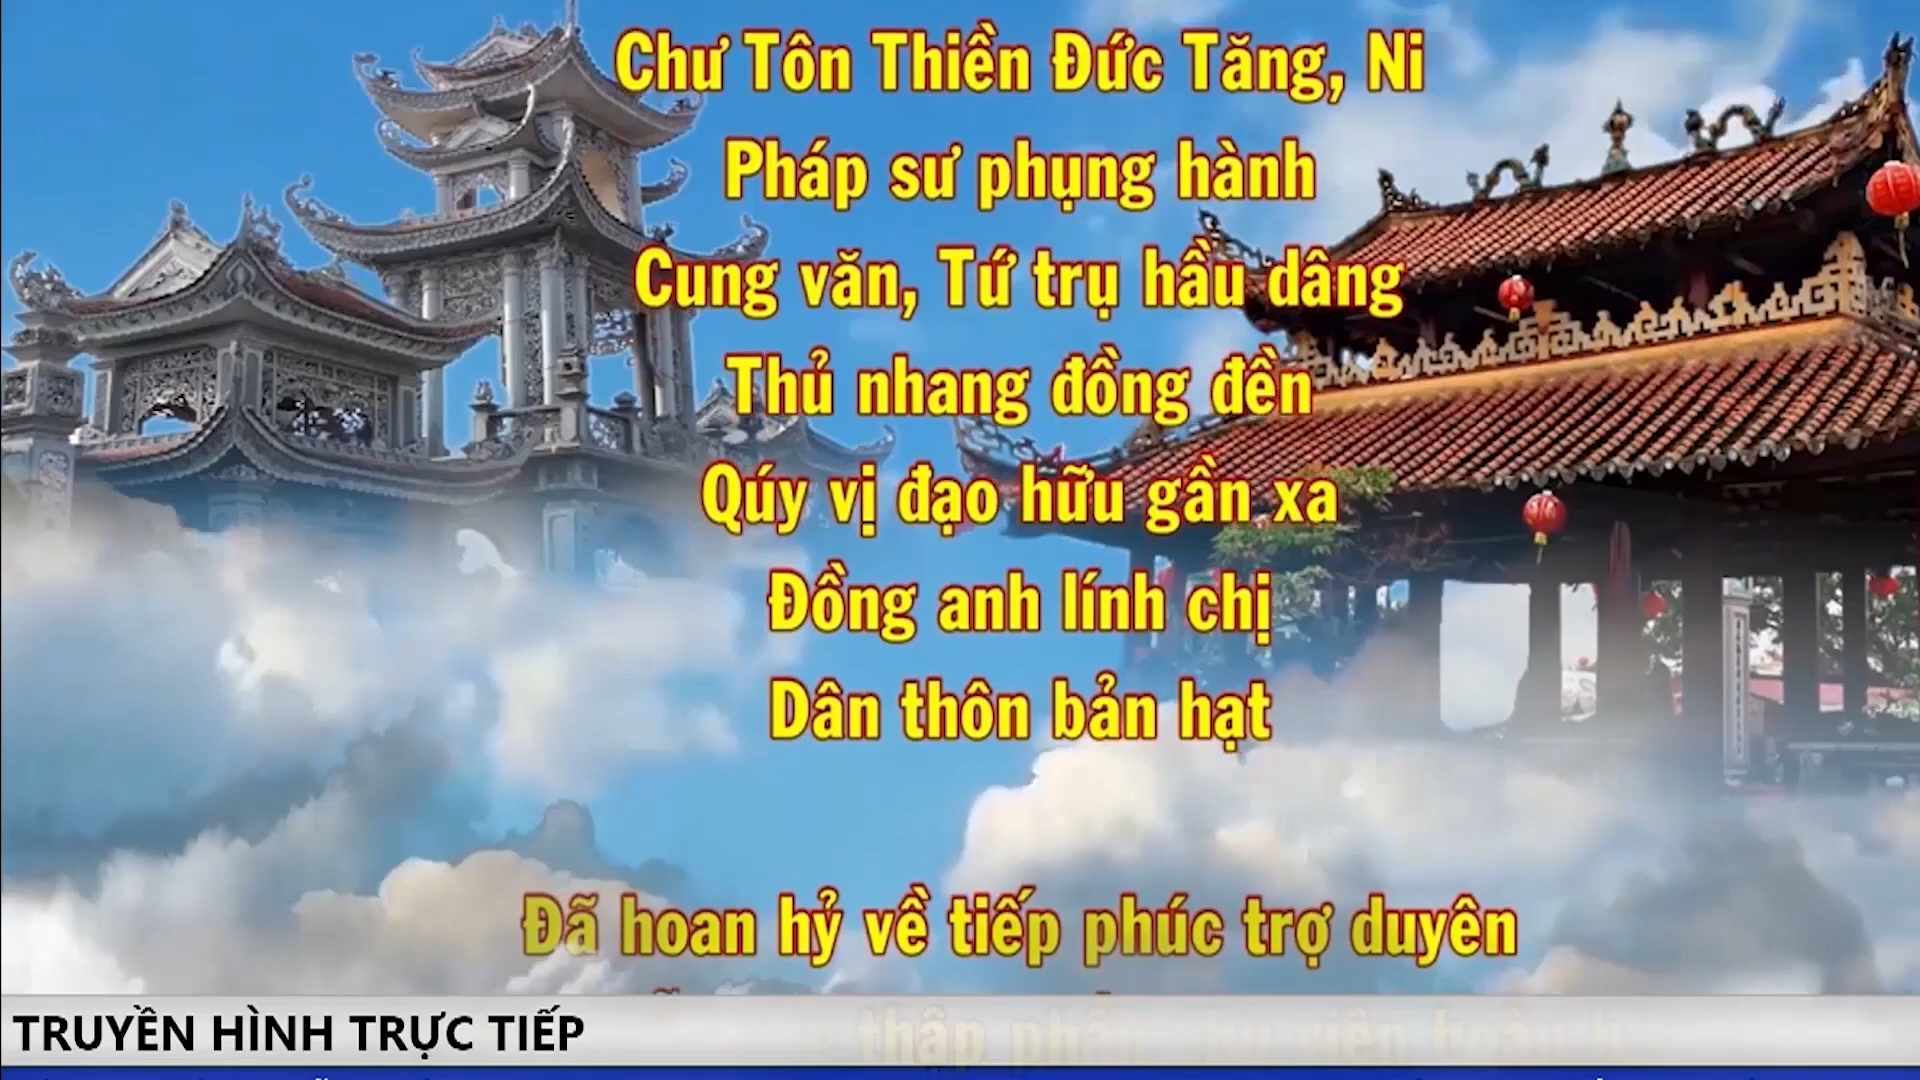 Chư Tôn Thiền Đức Tăng, Ni
Pháp sư phụng hành
Cung văn, Tứ trụ hầu dâng
Thủ nhang đồng đền
Qúy vị đạo hữu gần xa
Đồng anh lính chị
Dân thôn bản hạt
Đã hoan hỷ về tiếp phúc trợ duyên
thập
TRUYỀN HÌNH TRỰC TIẾP